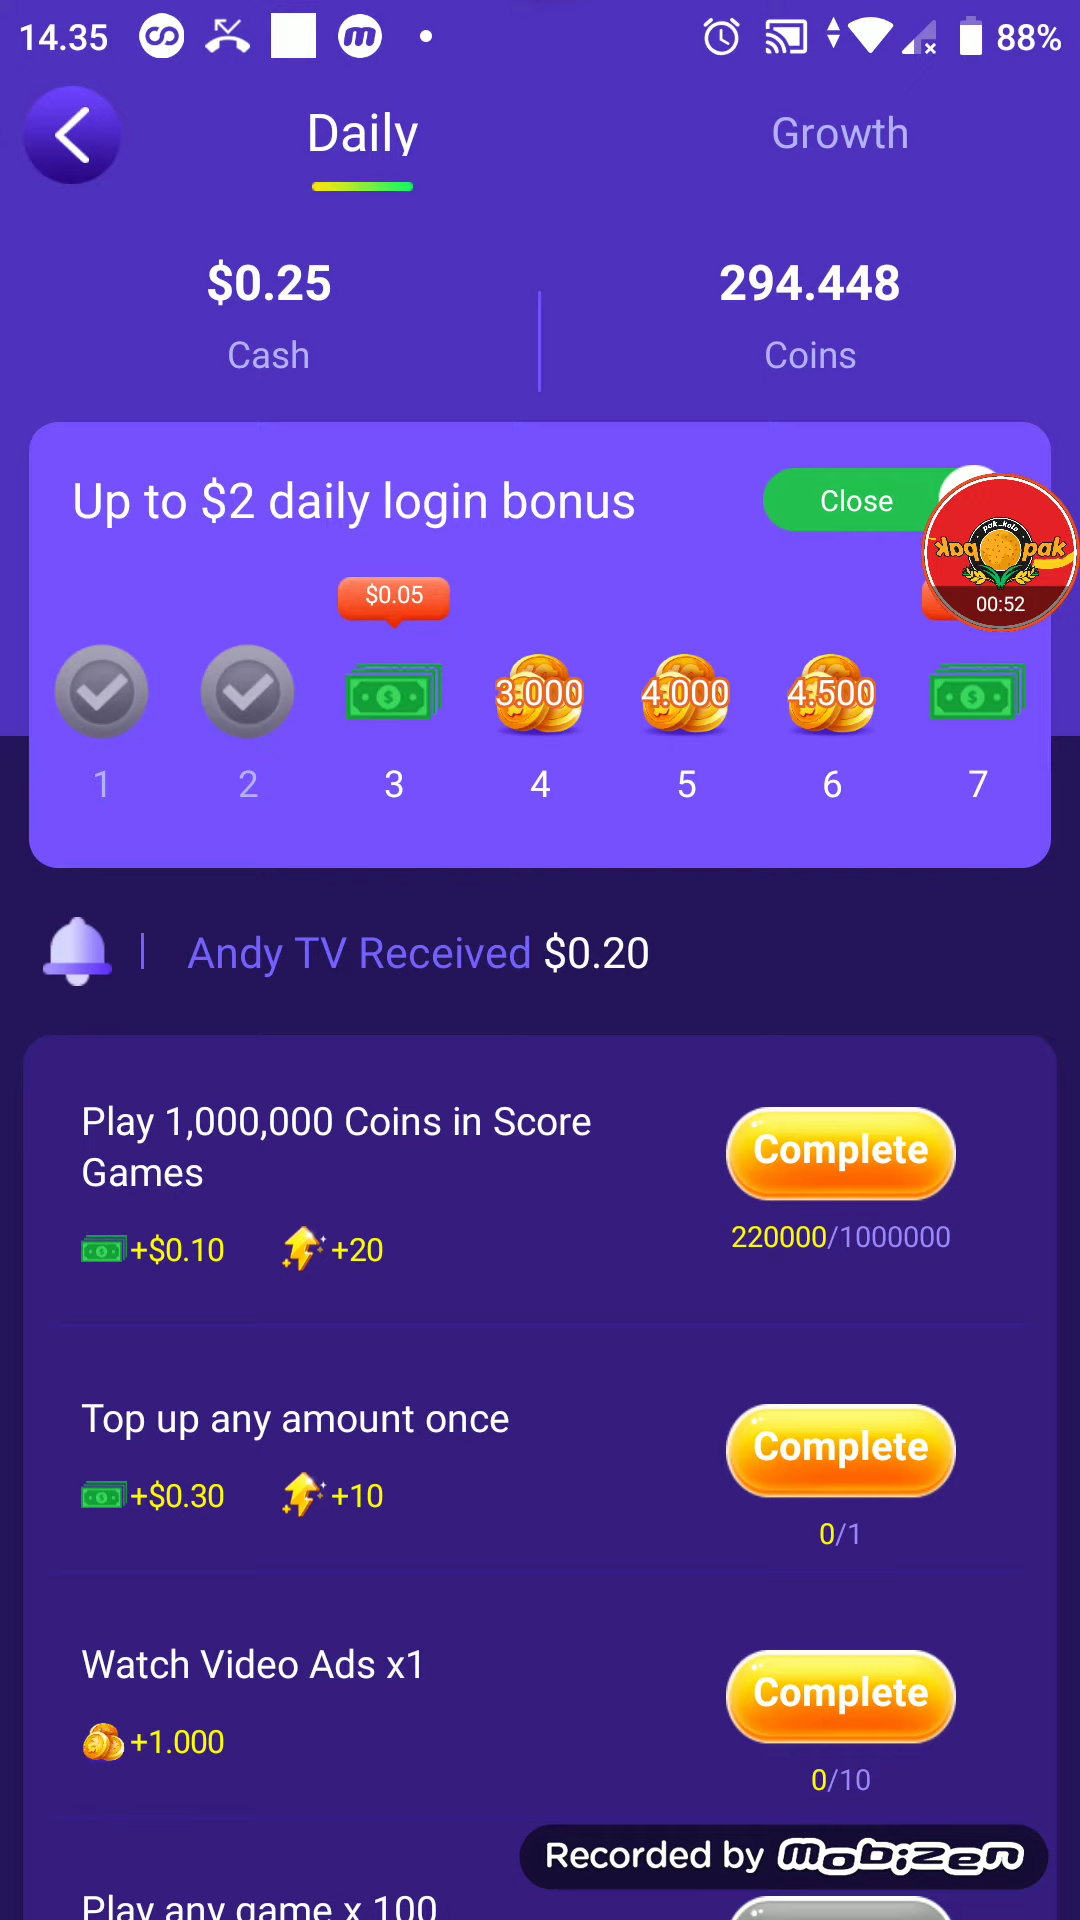 14.35
88%
Daily
Growth
$0.25
294.448
Cash
Coins
Up to $2 daily login bonus
Close
pak_kolo
pak
00:52
$0.05
3.000
4.000
4.500
1
2
3
4
5
6
7
Andy TV Received $0.20
Play 1,000,000 Coins in Score
Games
Complete
+$0.10
+20
220000/1000000
Top up any amount once
Complete
+$0.30
+10
0/1
Watch Video Ads x1
Complete
+1.000
0/10
Recorded by mobizen
Play any game x 100